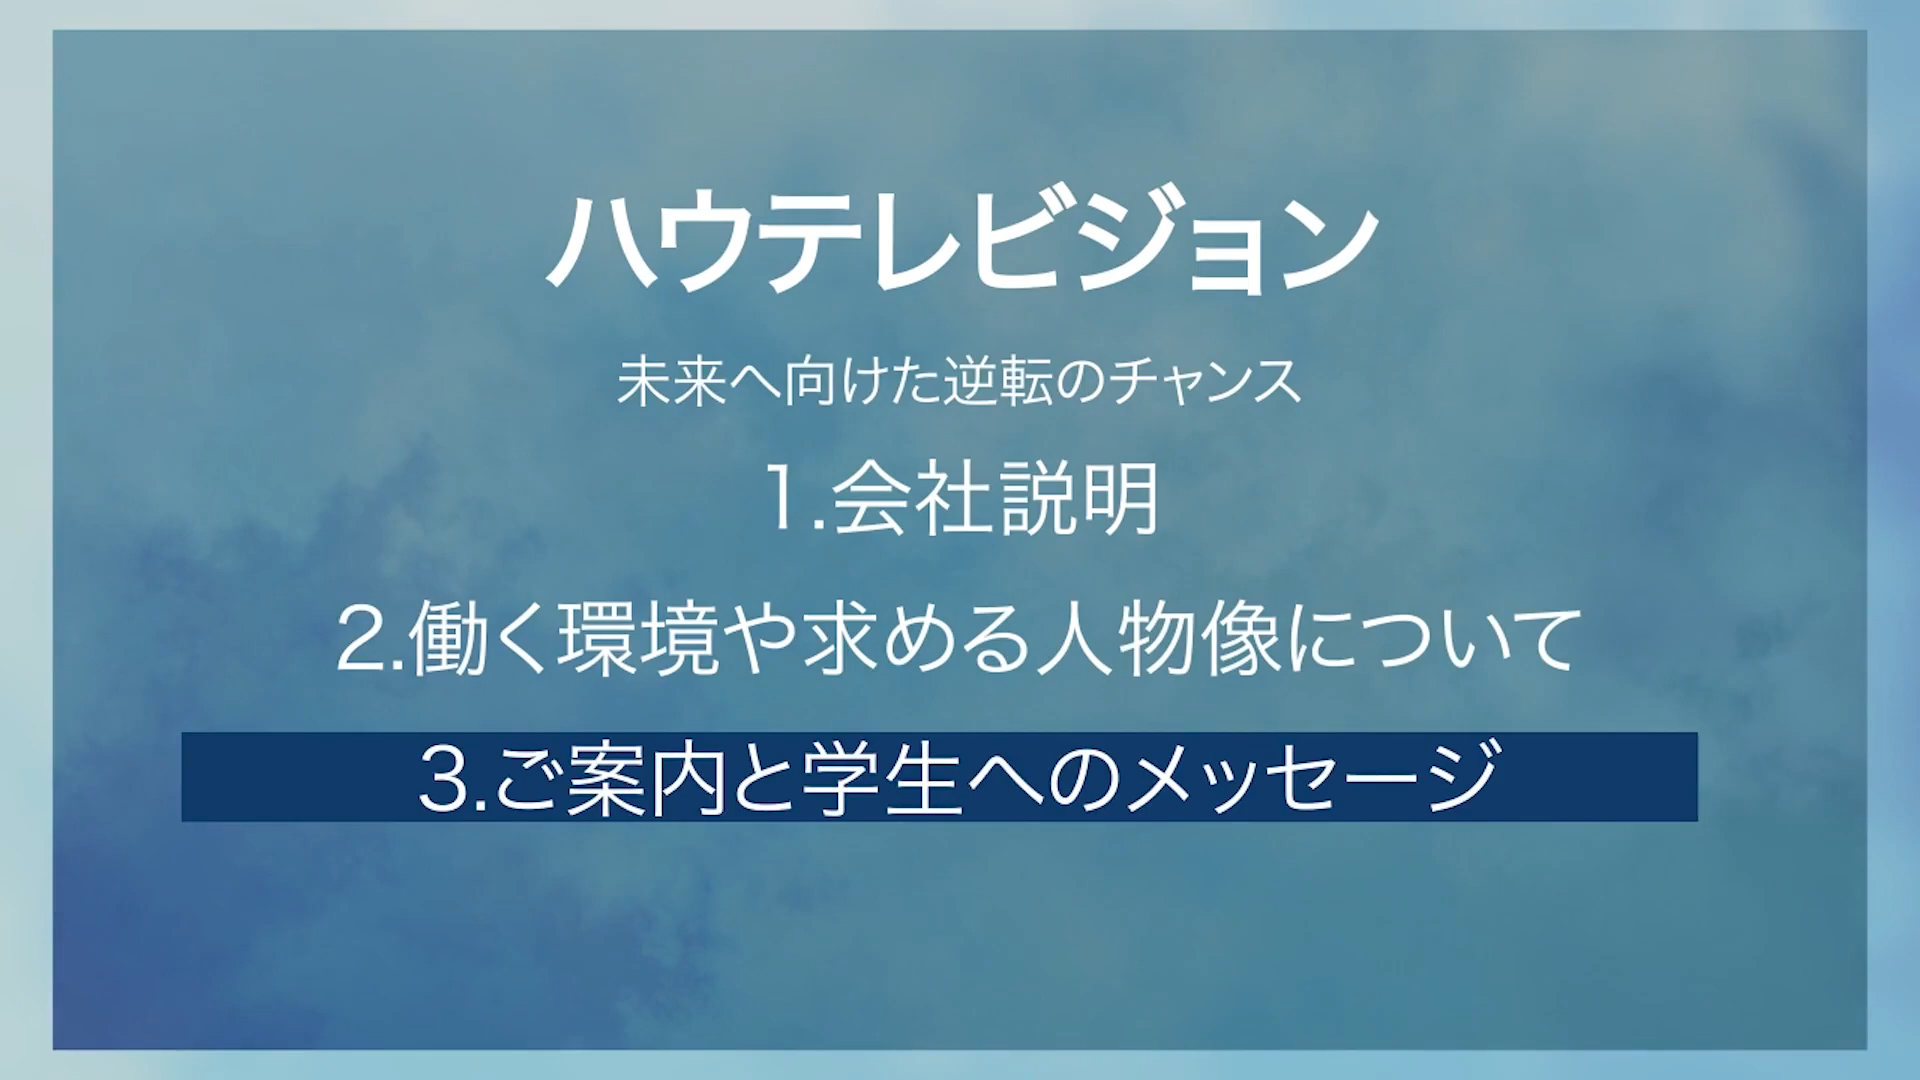 ハウテレビジョン
未来へ向けた逆転のチャンス
1.会社説明
2.働く環境や求める人物像について
3.ご案内と学生へのメッセージ